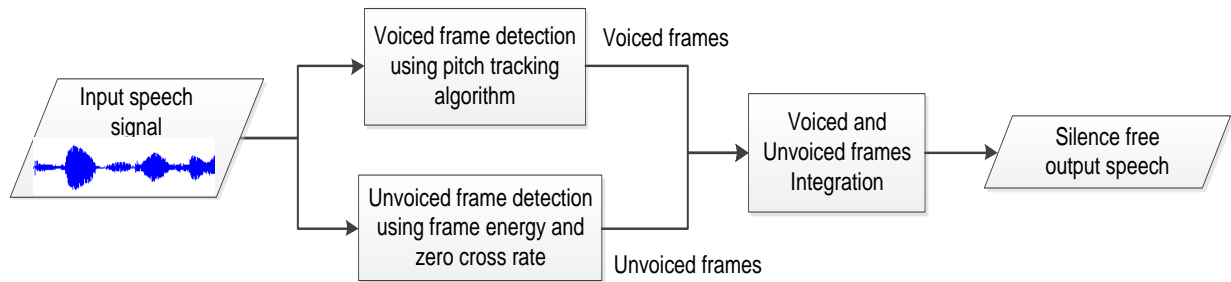 Input speech
signal
Voiced frame detection
using pitch tracking
algorithm
Voiced frames
Unvoiced frame detection
using frame energy and
zero cross rate
Unvoiced frames
Voiced and
Unvoiced frames
Integration
Silence free
output speech